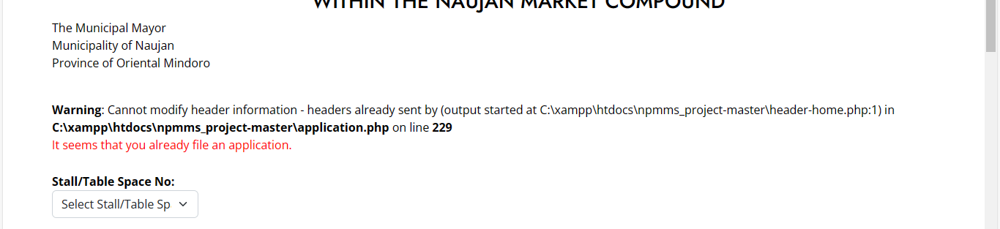 WITHIN THE NAUJAN MARKET COMPOUND
The Municipal Mayor
Municipality of Naujan
Province of Oriental Mindoro
Warning: Cannot modify header information - headers already sent by (output started at C:\xampp\htdocs\npmms_project-master\header-home.php:1) in
C:\xampp\htdocs\npmms_project-master\application.php on line 229
It seems that you already file an application.
Stall/Table Space No:
Select Stall/Table Sp